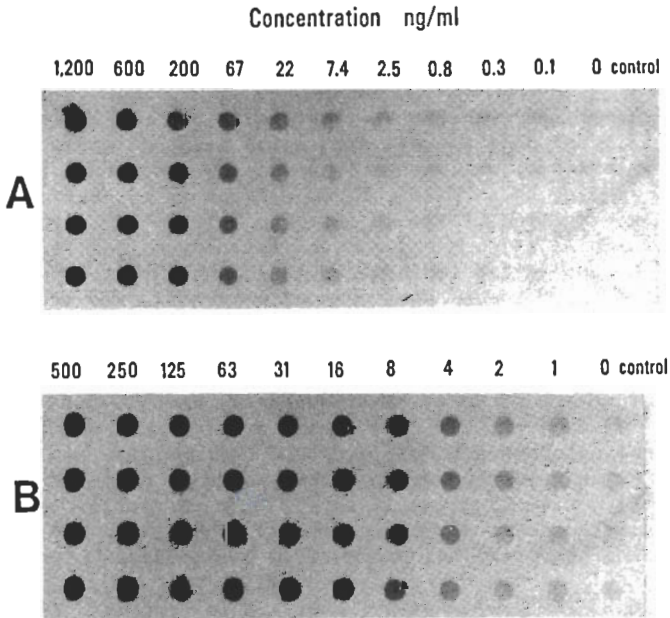 Concentration ng/ml
1,200 600 200 67 22 7.4 2.5 0.8 0.3 0.1 0 control
A
500 250 125 63 31 16 8 4 2 1 0 control
B